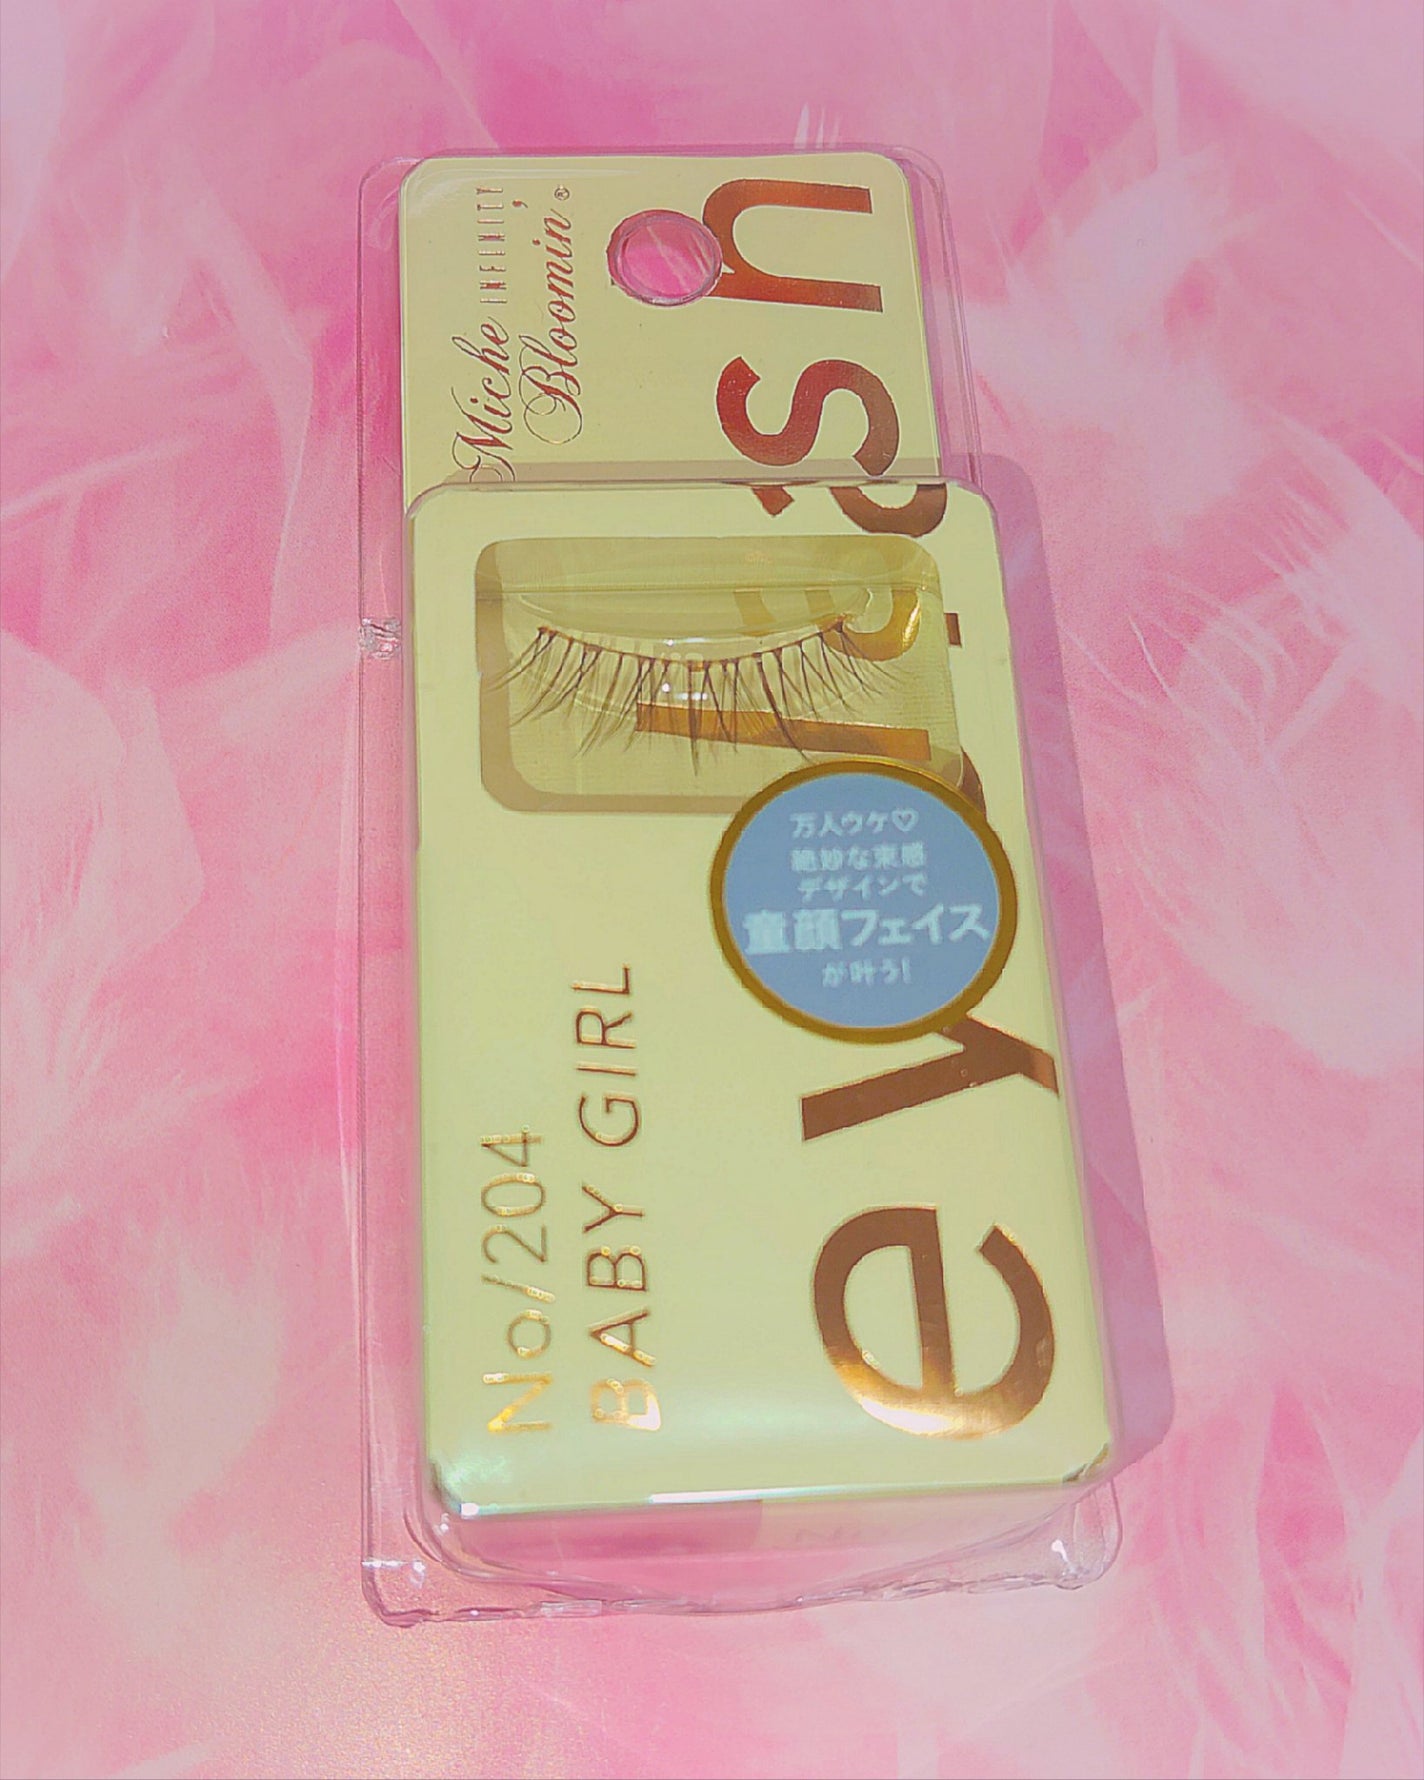 Miche INFINITY
Bloomin'®
eyelash
万人ウケ♡
絶妙な束感
デザインで
童顔フェイス
が叶う!
No/204
BABY GIRL